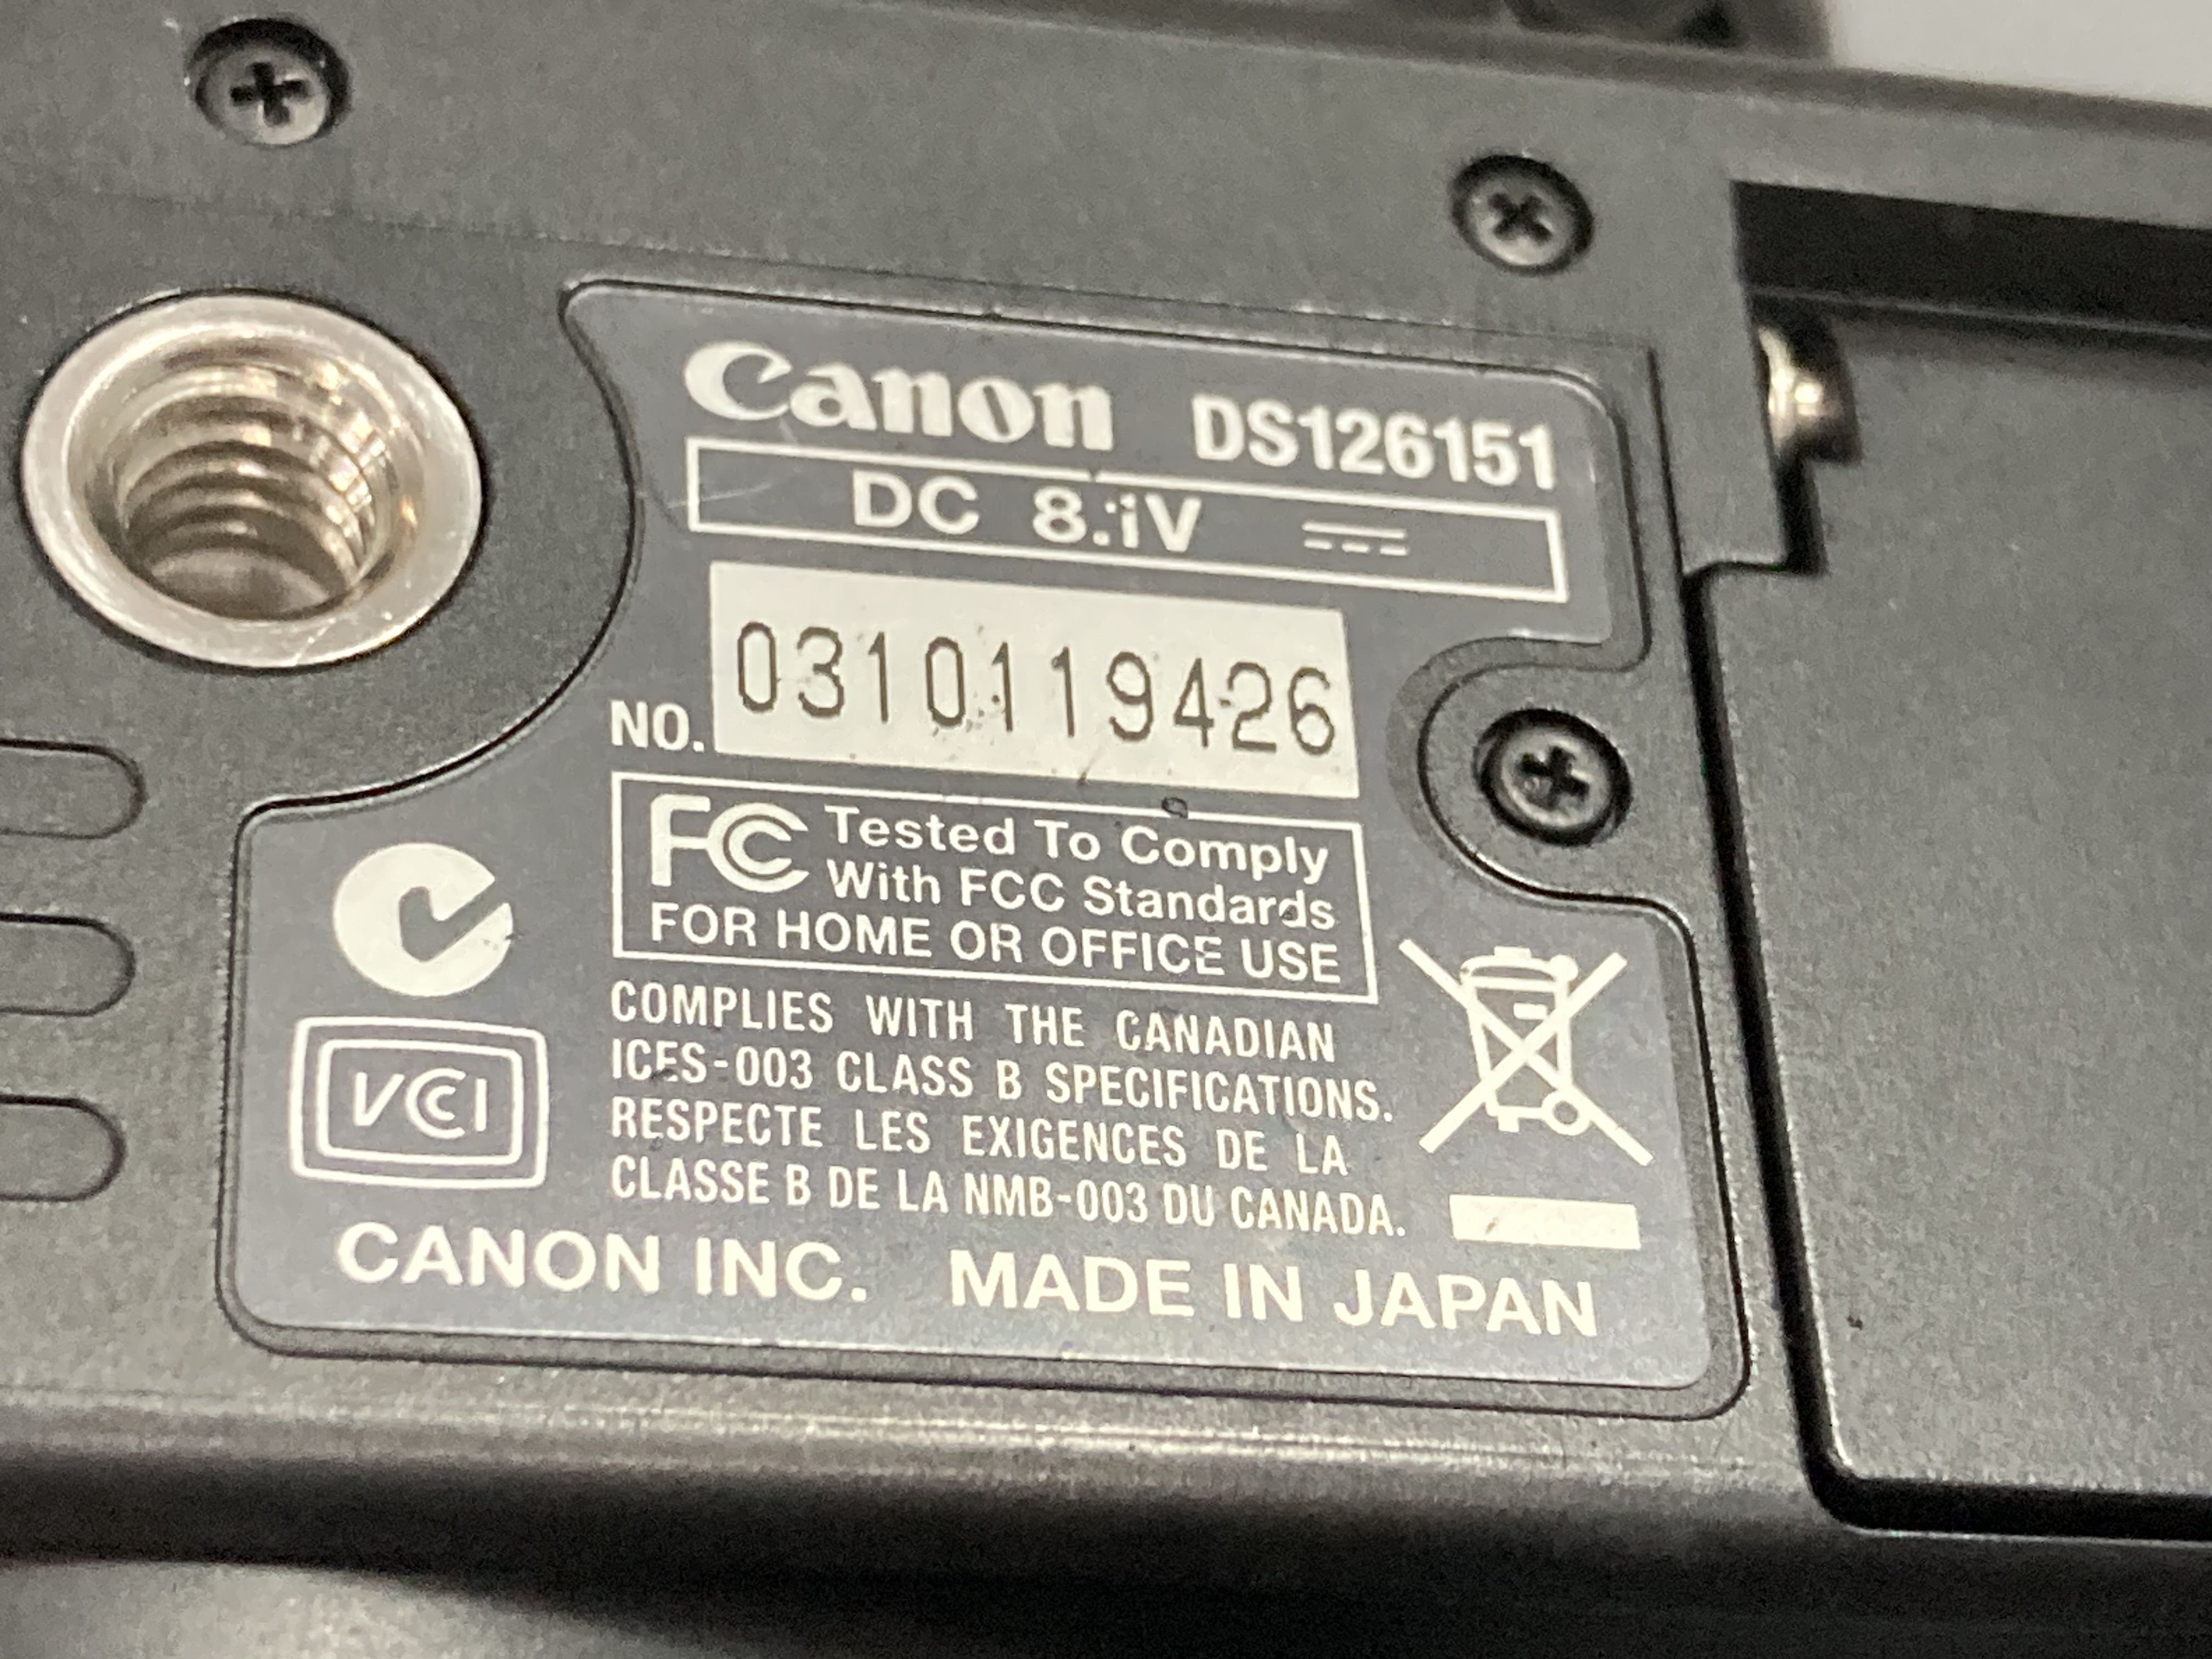 Canon DS126151
DC 8.1V
NO. 0310119426
FC Tested To Comply
With FCC Standards
FOR HOME OR OFFICE USE
COMPLIES WITH THE CANADIAN
ICES-003 CLASS B SPECIFICATIONS.
RESPECTE LES EXIGENCES DE LA
CLASSE B DE LA NMB-003 DU CANADA.
VCCI
CANON INC. MADE IN JAPAN